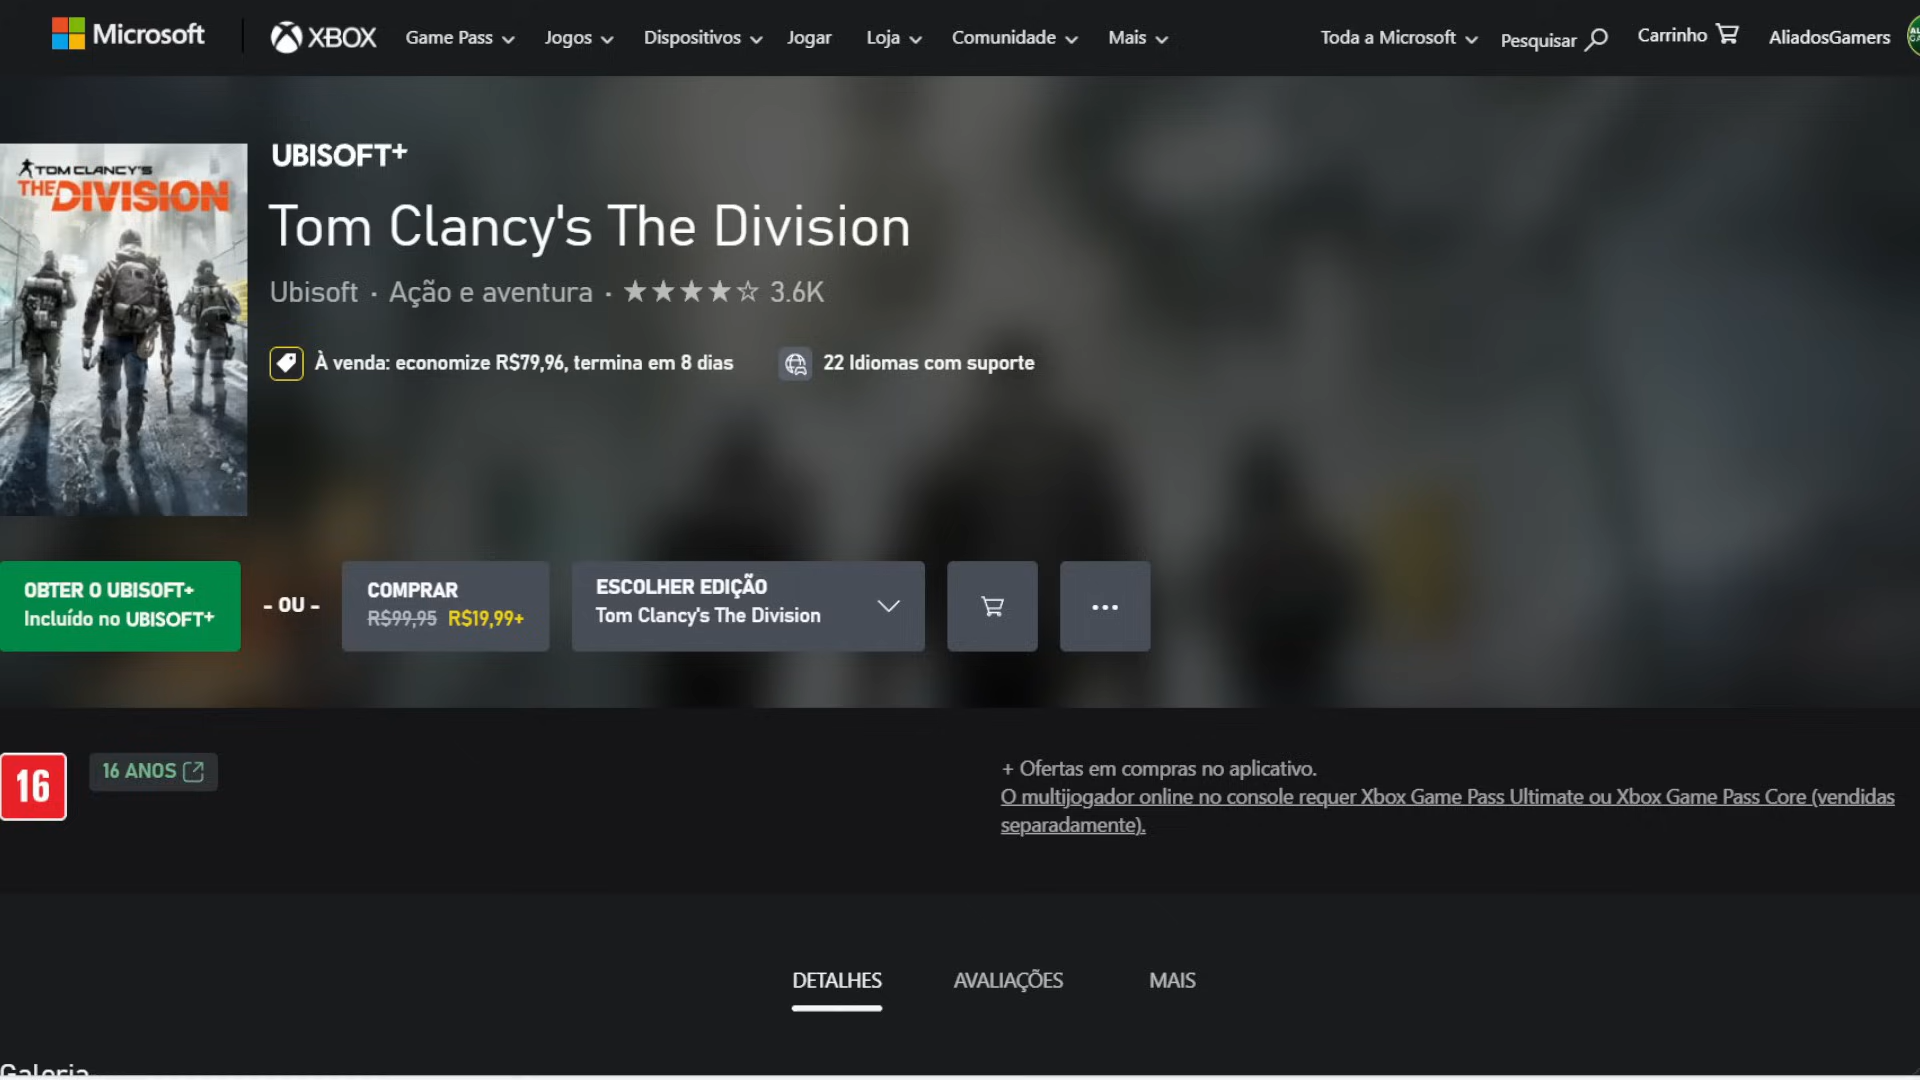 Microsoft
XBOX
Game Pass
Jogos
Dispositivos
Jogar
Loja
Comunidade
Mais
Toda a Microsoft
Pesquisar
Carrinho
AliadosGamers
TOM CLANCY'S
THE DIVISION
UBISOFT+
Tom Clancy's The Division
Ubisoft · Ação e aventura · ★★★★☆ 3.6K
À venda: economize R$79,96, termina em 8 dias
22 Idiomas com suporte
OBTER O UBISOFT+
Incluído no UBISOFT+
- OU -
COMPRAR
R$99,95 R$19,99+
ESCOLHER EDIÇÃO
Tom Clancy's The Division
16
16 ANOS
+ Ofertas em compras no aplicativo.
O multijogador online no console requer Xbox Game Pass Ultimate ou Xbox Game Pass Core (vendidas
separadamente).
DETALHES
AVALIAÇÕES
MAIS
Galeria